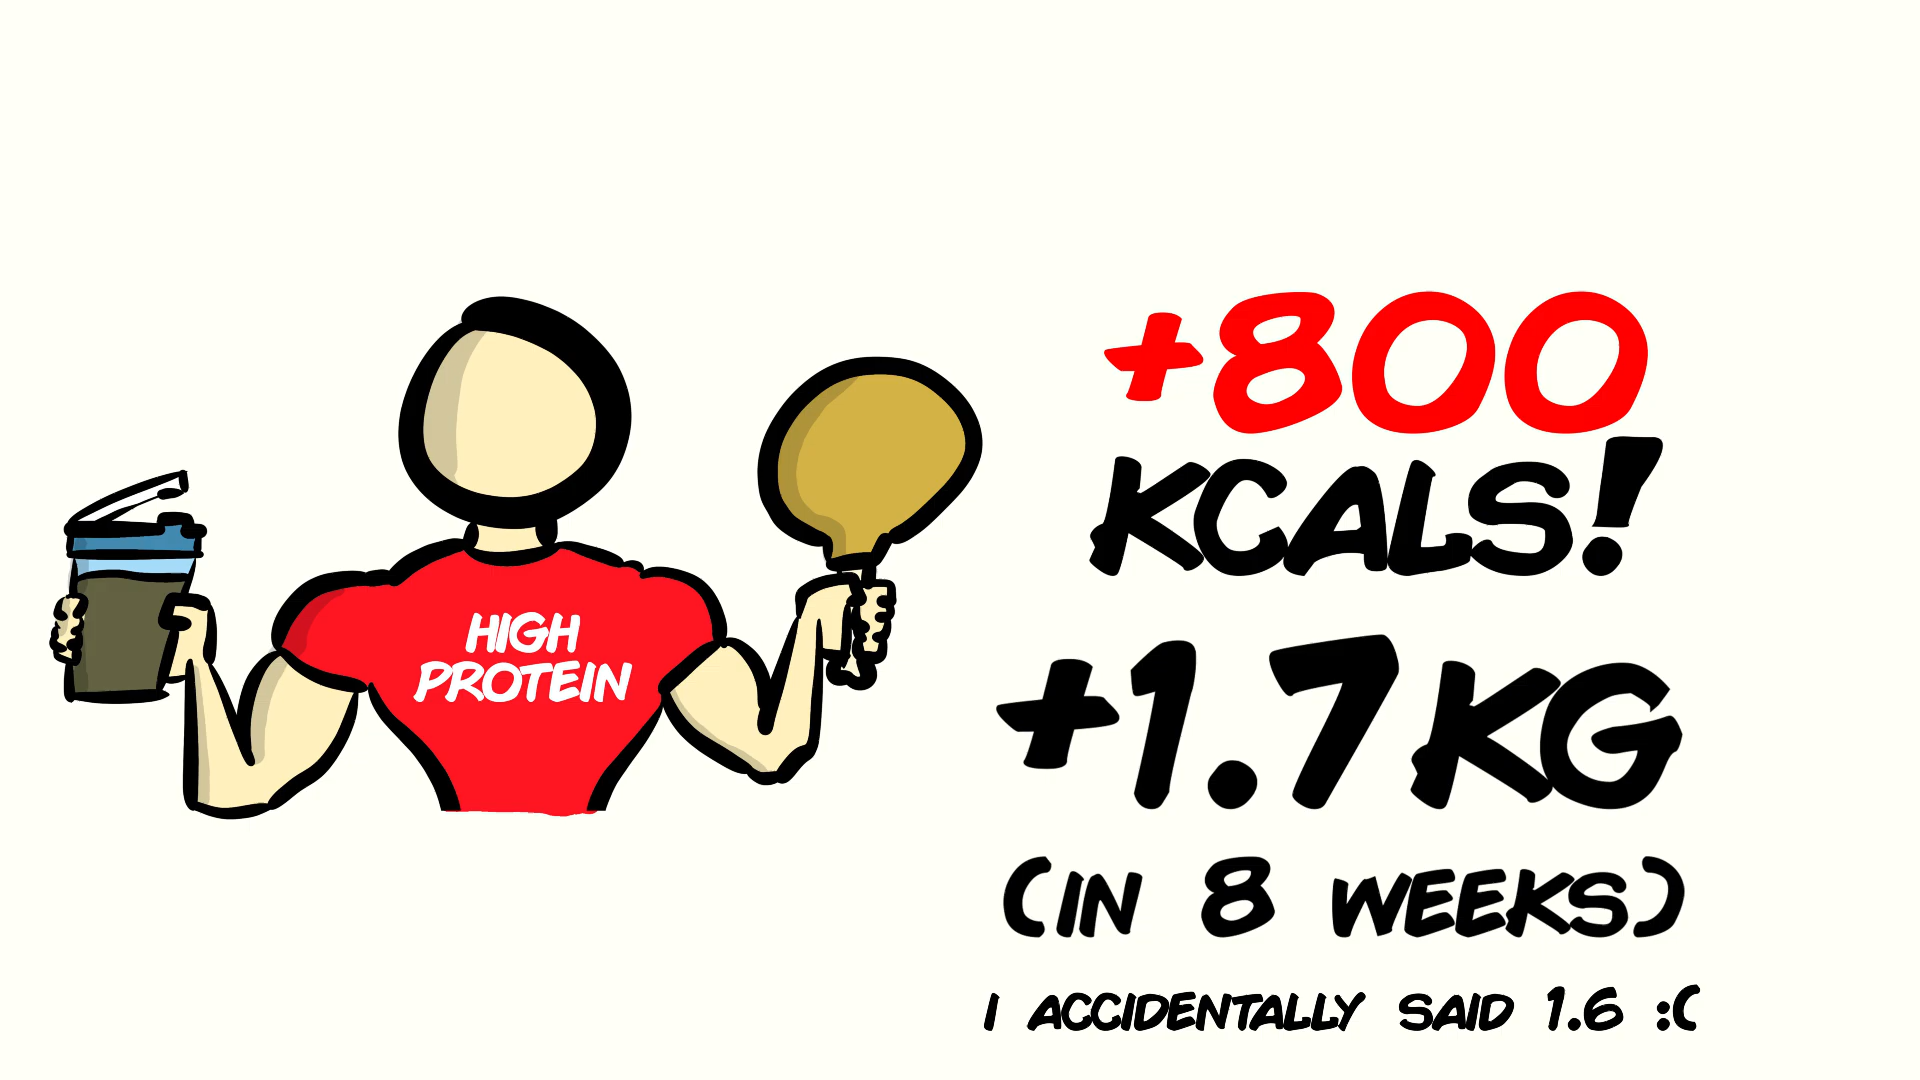 HIGH
PROTEIN
+800
KCALS!
+1.7KG
(IN 8 WEEKS)
I ACCIDENTALLY SAID 1.6 :(